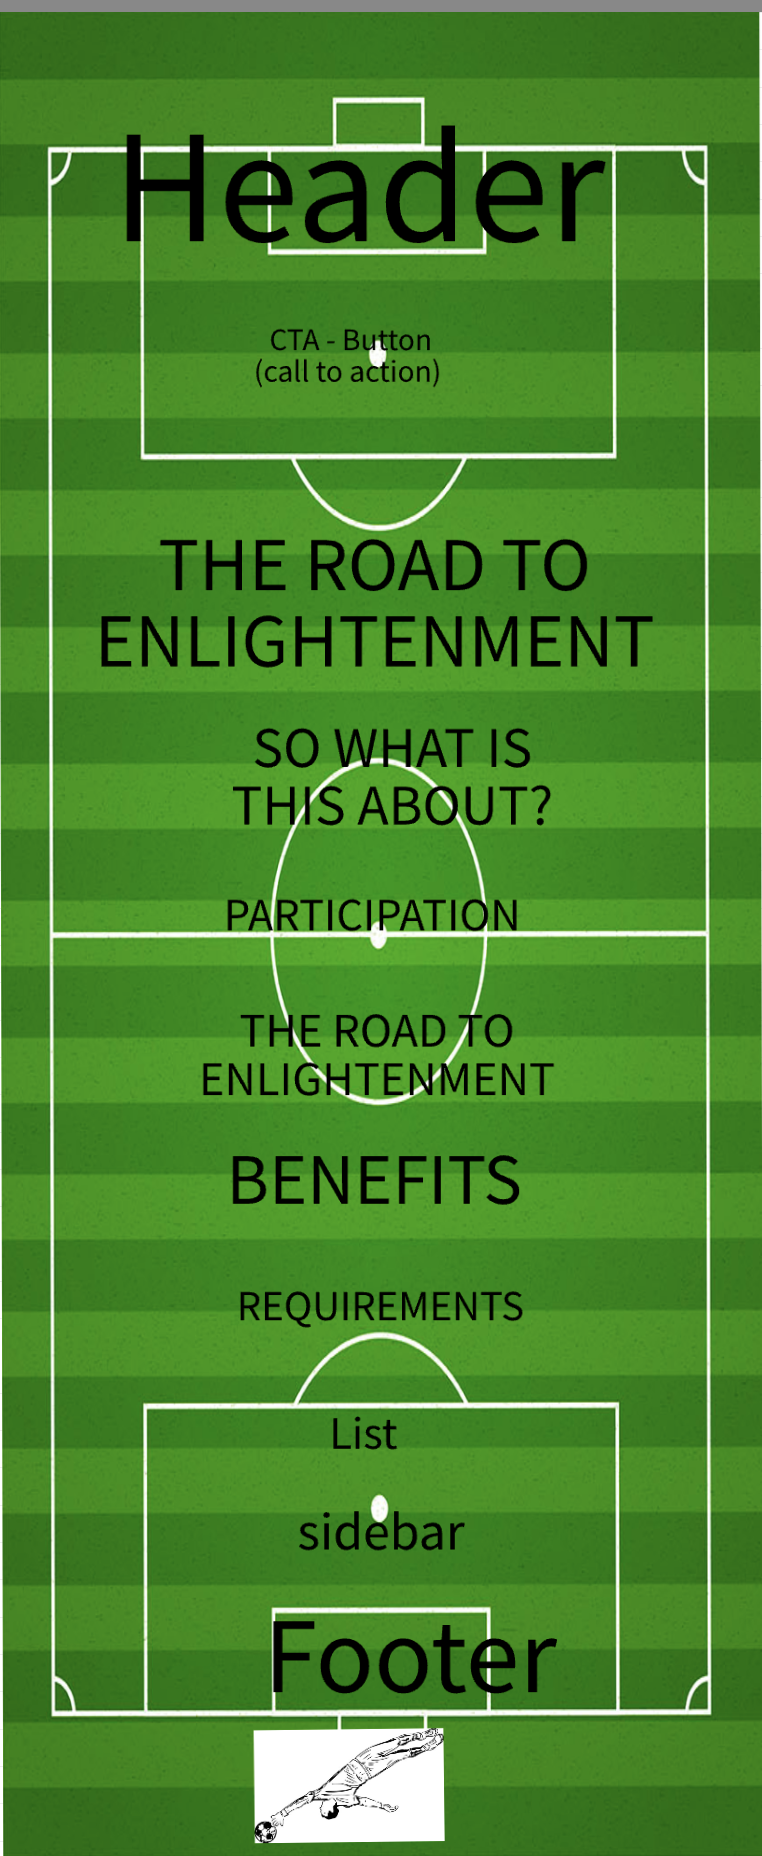 Header
CTA - Button
(call to action)
THE ROAD TO
ENLIGHTENMENT
SO WHAT IS
THIS ABOUT?
PARTICIPATION
THE ROAD TO
ENLIGHTENMENT
BENEFITS
REQUIREMENTS
List
sidebar
Footer